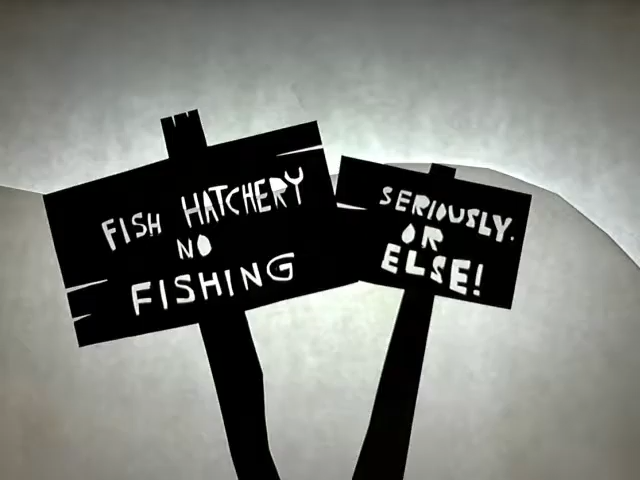 FISH HATCHERY
NO
FISHING
SERIOUSLY.
OR
ELSE!